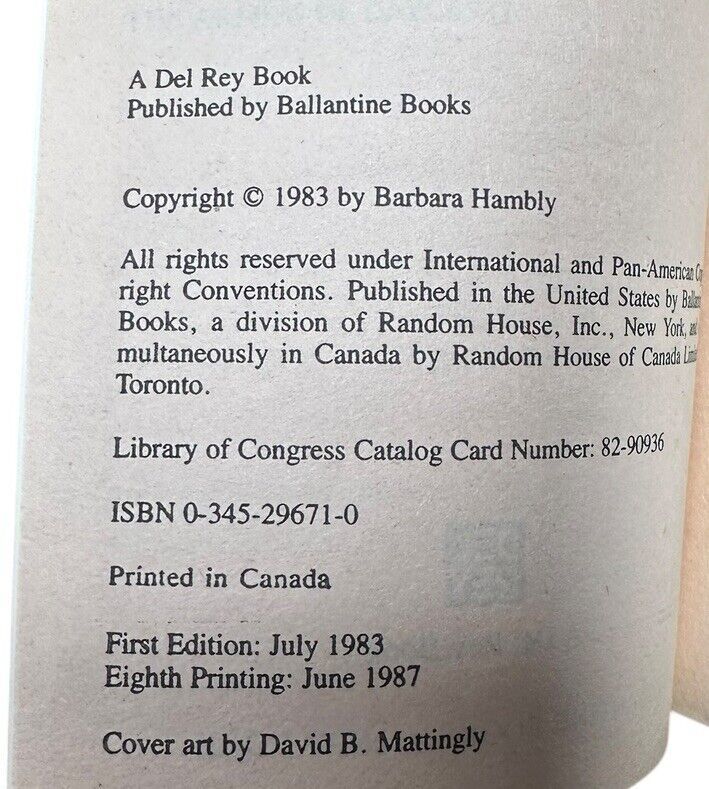 A Del Rey Book
Published by Ballantine Books
Copyright © 1983 by Barbara Hambly
All rights reserved under International and Pan-American
right Conventions. Published in the United States by
Books, a division of Random House, Inc., New York, and
multaneously in Canada by Random House of Canada
Toronto.
Library of Congress Catalog Card Number: 82-90936
ISBN 0-345-29671-0
Printed in Canada
First Edition: July 1983
Eighth Printing: June 1987
Cover art by David B. Mattingly